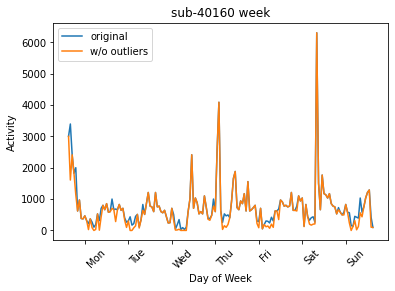 sub-40160 week
original
w/o outliers
6000
5000
4000
3000
2000
1000
0
Activity
Mon
Tue
Wed
Thu
Fri
Sat
Sun
Day of Week